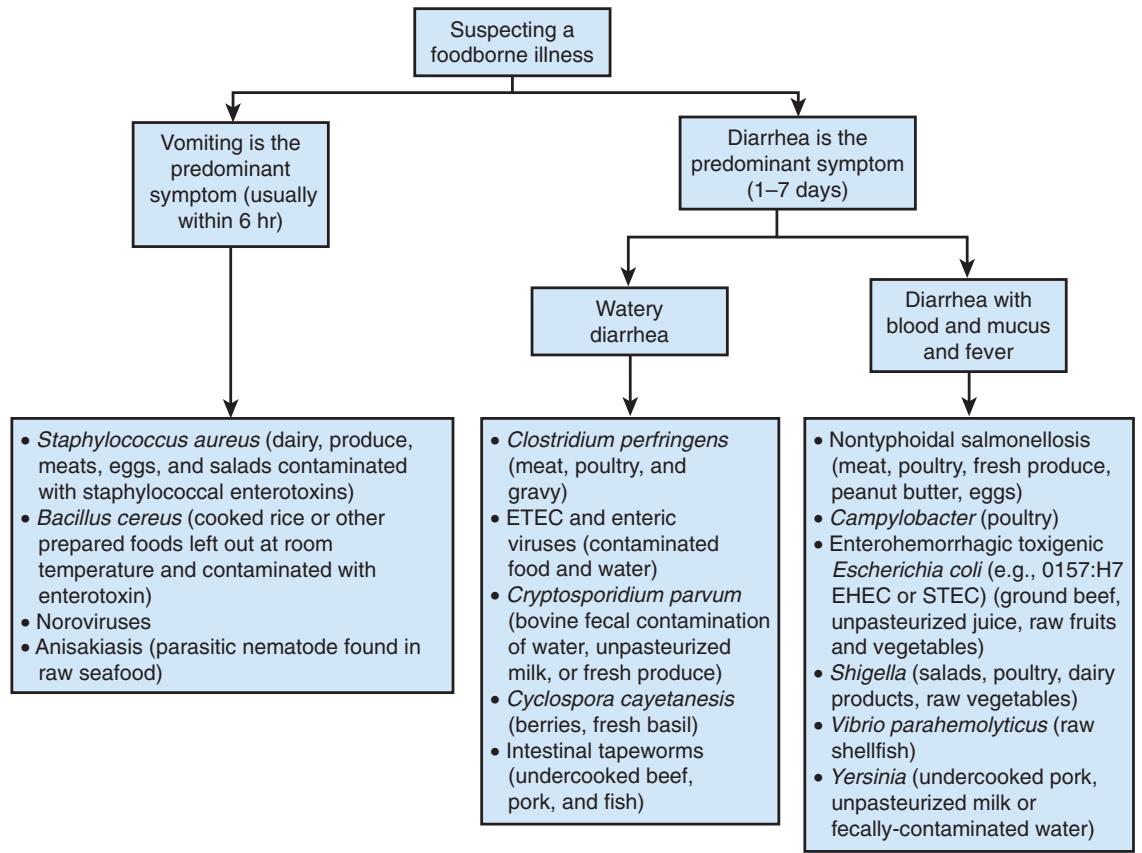 Suspecting a
foodborne illness
Vomiting is the
predominant
symptom (usually
within 6 hr)
Diarrhea is the
predominant symptom
(1–7 days)
Watery
diarrhea
Diarrhea with
blood and mucus
and fever
• Staphylococcus aureus (dairy, produce,
meats, eggs, and salads contaminated
with staphylococcal enterotoxins)
• Bacillus cereus (cooked rice or other
prepared foods left out at room
temperature and contaminated with
enterotoxin)
• Noroviruses
• Anisakiasis (parasitic nematode found in
raw seafood)
• Clostridium perfringens
(meat, poultry, and
gravy)
• ETEC and enteric
viruses (contaminated
food and water)
• Cryptosporidium parvum
(bovine fecal contamination
of water, unpasteurized
milk, or fresh produce)
• Cyclospora cayetanesis
(berries, fresh basil)
• Intestinal tapeworms
(undercooked beef,
pork, and fish)
• Nontyphoidal salmonellosis
(meat, poultry, fresh produce,
peanut butter, eggs)
• Campylobacter (poultry)
• Enterohemorrhagic toxigenic
Escherichia coli (e.g., 0157:H7
EHEC or STEC) (ground beef,
unpasteurized juice, raw fruits
and vegetables)
• Shigella (salads, poultry, dairy
products, raw vegetables)
• Vibrio parahemolyticus (raw
shellfish)
• Yersinia (undercooked pork,
unpasteurized milk or
fecally-contaminated water)